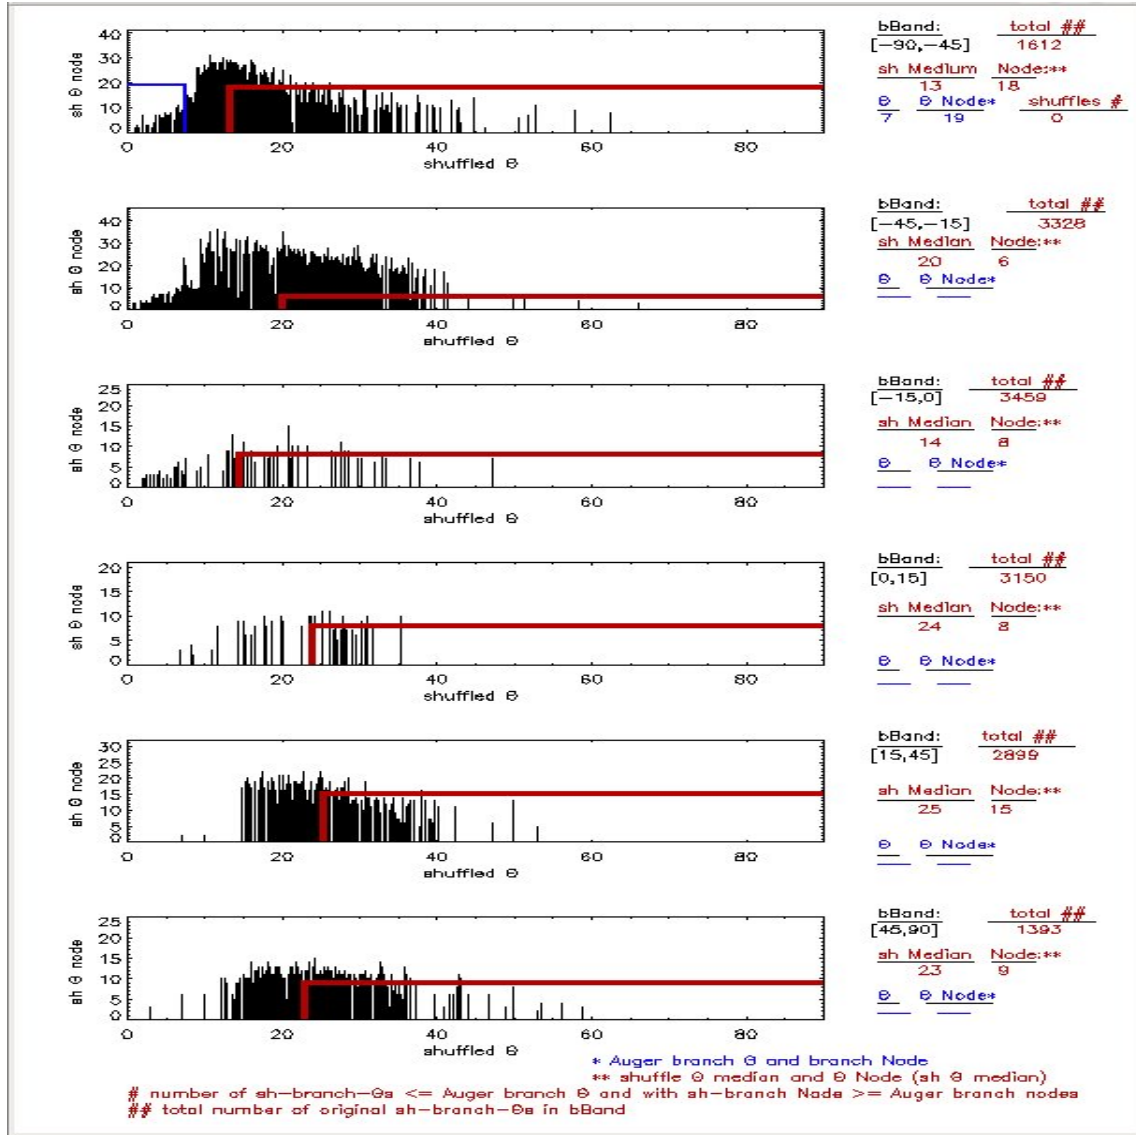 bBand: total ##
[-90,-45] 1612
sh Medium Node:**
13 18
Θ Θ Node* shuffles #
7 19 0
40
30
20
10
0
sh Θ node
0 20 40 60 80
shuffled Θ
bBand: total ##
[-45,-15] 3328
sh Median Node:**
20 6
Θ Θ Node*
40
30
20
10
0
sh Θ node
0 20 40 60 80
shuffled Θ
bBand: total ##
[-15,0] 3459
sh Median Node:**
14 8
Θ Θ Node*
25
20
15
10
5
0
sh Θ node
0 20 40 60 80
shuffled Θ
bBand: total ##
[0,15] 3150
sh Median Node:**
24 8
Θ Θ Node*
20
15
10
5
0
sh Θ node
0 20 40 60 80
shuffled Θ
bBand: total ##
[15,45] 2899
sh Median Node:**
25 15
Θ Θ Node*
30
25
20
15
10
5
0
sh Θ node
0 20 40 60 80
shuffled Θ
bBand: total ##
[45,90] 1393
sh Median Node:**
23 9
Θ Θ Node*
25
20
15
10
5
0
sh Θ node
0 20 40 60 80
shuffled Θ
* Auger branch Θ and branch Node
** shuffle Θ median and Θ Node (sh Θ median)
# number of sh-branch-Θs <= Auger branch Θ and with sh-branch Node >= Auger branch nodes
## total number of original sh-branch-Θs in bBand